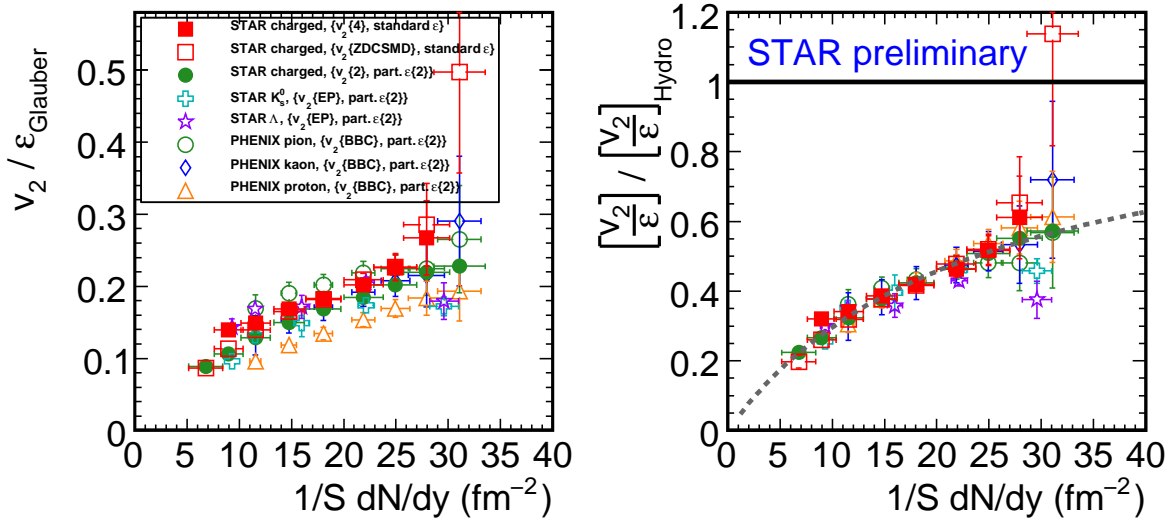 STAR charged, {v₂{4}, standard ε}
STAR charged, {v₂{ZDCSMD}, standard ε}
STAR charged, {v₂{2}, part. ε{2}}
STAR K⁰ₛ, {v₂{EP}, part. ε{2}}
STAR Λ, {v₂{EP}, part. ε{2}}
PHENIX pion, {v₂{BBC}, part. ε{2}}
PHENIX kaon, {v₂{BBC}, part. ε{2}}
PHENIX proton, {v₂{BBC}, part. ε{2}}
v₂ / ε_Glauber
0.5
0.4
0.3
0.2
0.1
0
0 5 10 15 20 25 30 35 40
1/S dN/dy (fm⁻²)
STAR preliminary
[v₂/ε] / [v₂/ε]_Hydro
1.2
1
0.8
0.6
0.4
0.2
0
0 5 10 15 20 25 30 35 40
1/S dN/dy (fm⁻²)